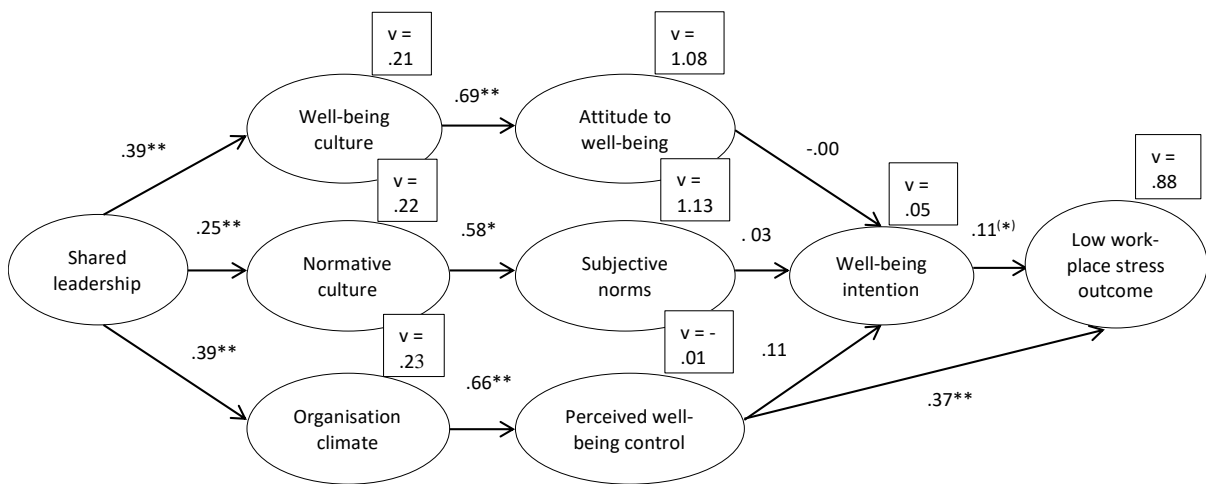 v =
.21
v =
1.08
.69**
Well-being
culture
Attitude to
well-being
.39**
-.00
v =
.22
v =
1.13
v =
.05
v =
.88
.25**
.58*
. 03
.11(*)
Shared
leadership
Normative
culture
Subjective
norms
Well-being
intention
Low work-
place stress
outcome
.39**
v =
.23
v = -
.01
.11
.66**
.37**
Organisation
climate
Perceived well-
being control